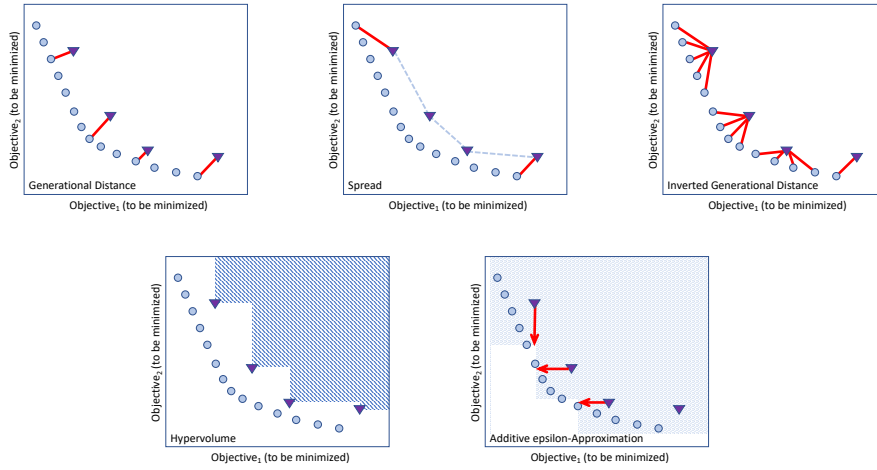 Objective₂ (to be minimized)
Generational Distance
Objective₁ (to be minimized)
Objective₂ (to be minimized)
Spread
Objective₁ (to be minimized)
Objective₂ (to be minimized)
Inverted Generational Distance
Objective₁ (to be minimized)
Objective₂ (to be minimized)
Hypervolume
Objective₁ (to be minimized)
Objective₂ (to be minimized)
Additive epsilon-Approximation
Objective₁ (to be minimized)